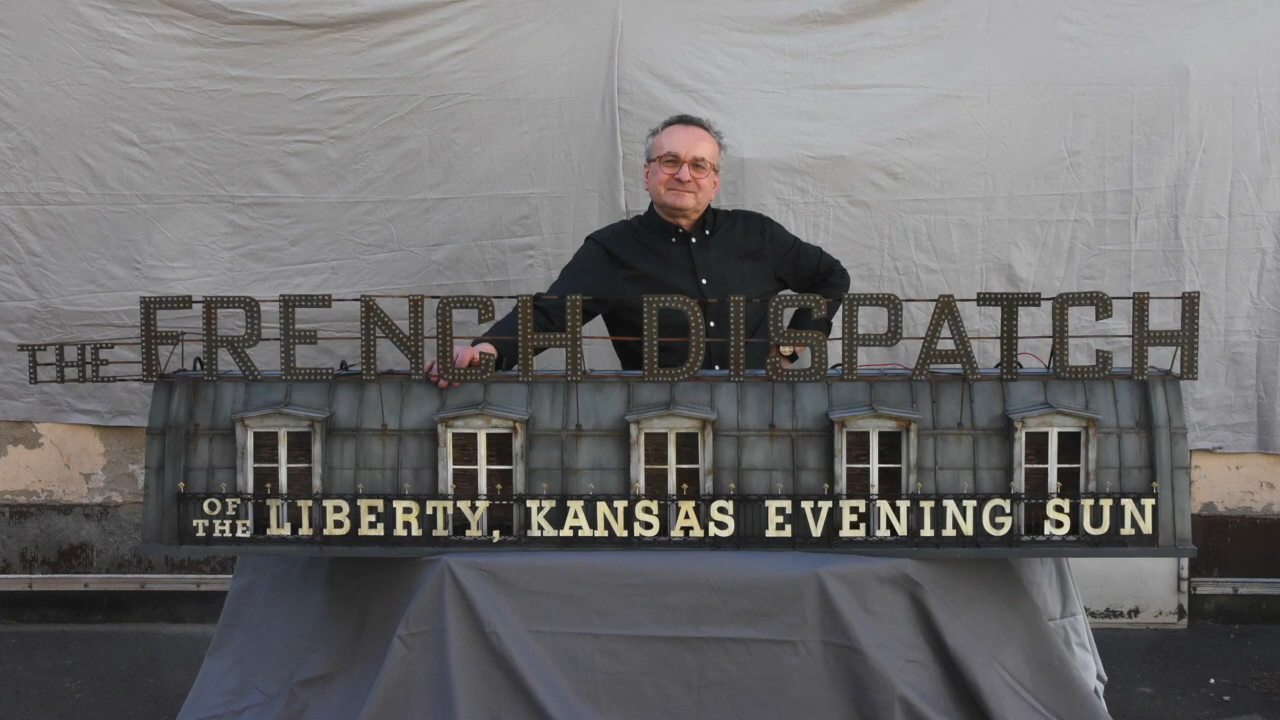 THE FRENCH DISPATCH
OF THE LIBERTY, KANSAS EVENING SUN